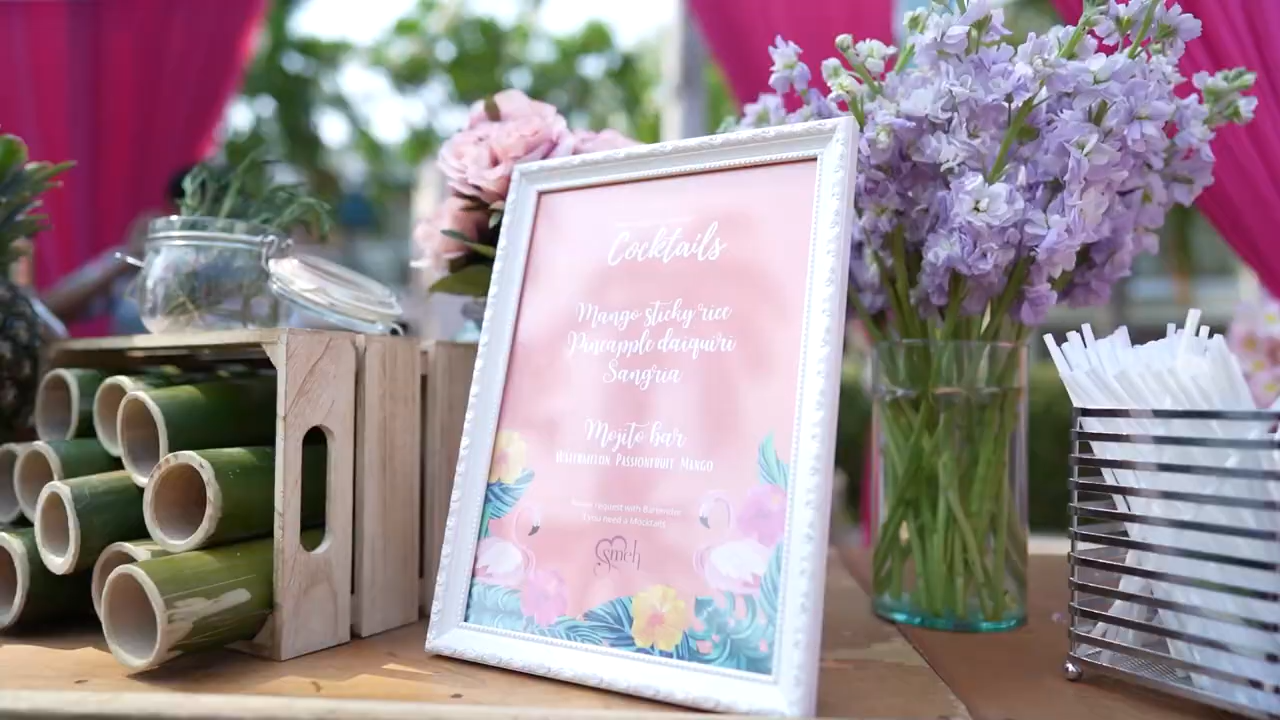 Cocktails
Mango sticky rice
Pineapple daiquiri
Sangria
Mojito bar
Watermelon Passionfruit Mango
request with Bartender
if you need a Mocktails